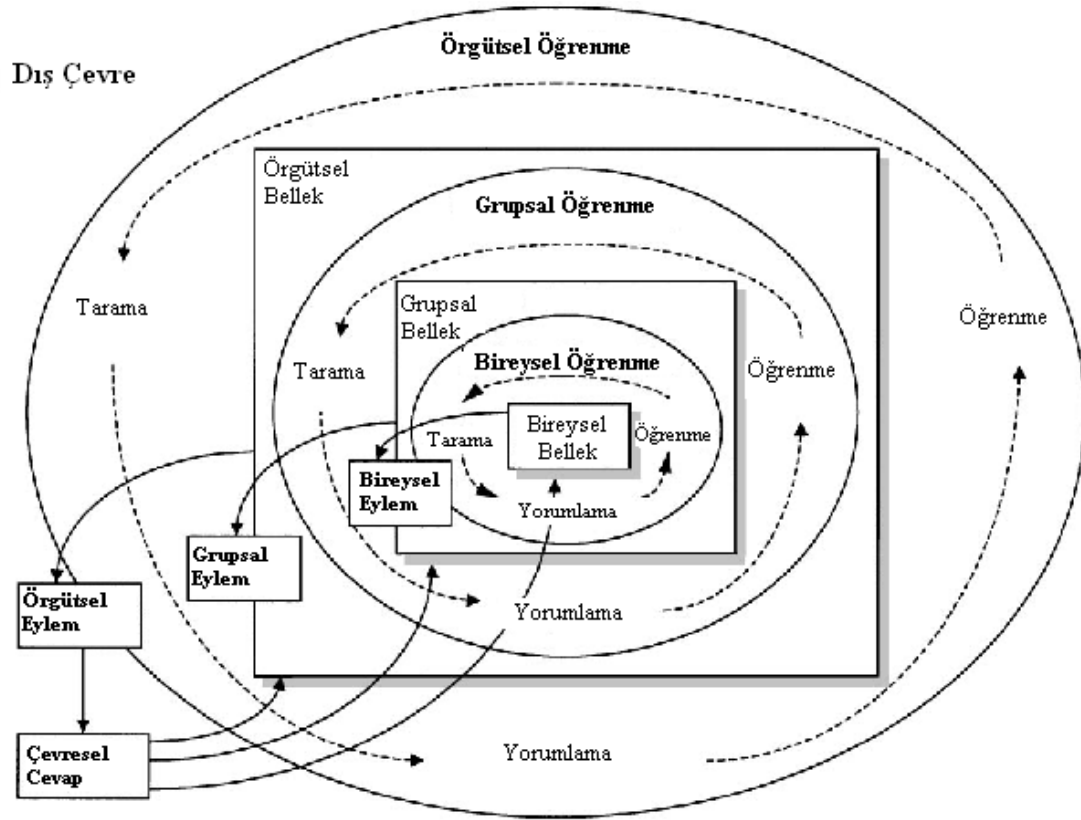 Örgütsel Öğrenme
Dış Çevre
Örgütsel
Bellek
Grupsal Öğrenme
Tarama
Grupsal
Bellek
Öğrenme
Bireysel Öğrenme
Tarama
Öğrenme
Bireysel
Bellek
Tarama
Öğrenme
Bireysel
Eylem
Yorumlama
Grupsal
Eylem
Örgütsel
Eylem
Yorumlama
Çevresel
Cevap
Yorumlama